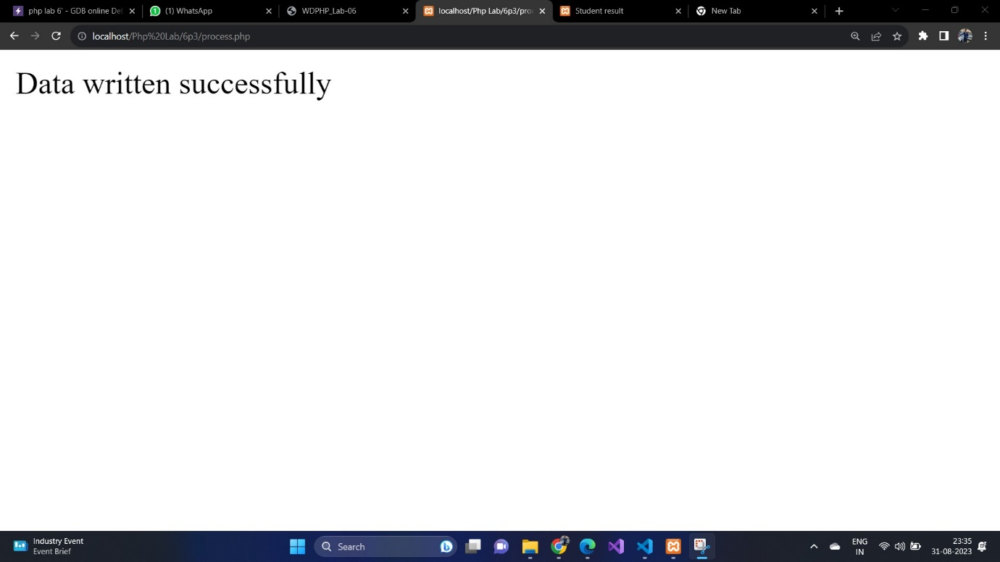 php lab 6' - GDB online De
(1) WhatsApp
WDPHP_Lab-06
localhost/Php Lab/6p3/pro
Student result
New Tab
localhost/Php%20Lab/6p3/process.php
Data written successfully
Industry Event
Event Brief
Search
ENG
IN
23:35
31-08-2023